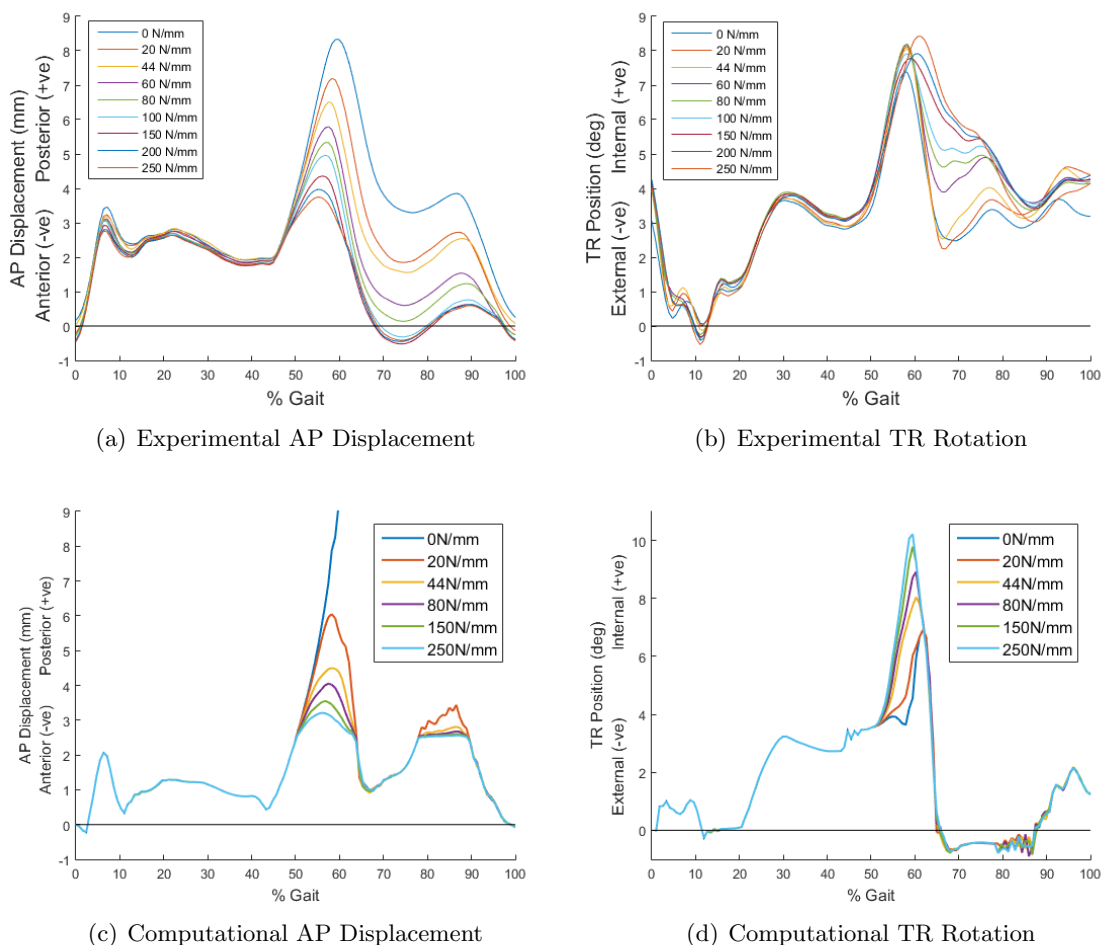 9
8
7
6
5
4
3
2
1
0
-1
AP Displacement (mm)
Anterior (-ve) Posterior (+ve)
0 N/mm
20 N/mm
44 N/mm
60 N/mm
80 N/mm
100 N/mm
150 N/mm
200 N/mm
250 N/mm
0 10 20 30 40 50 60 70 80 90 100
% Gait
(a) Experimental AP Displacement
9
8
7
6
5
4
3
2
1
0
-1
TR Position (deg)
External (-ve) Internal (+ve)
0 N/mm
20 N/mm
44 N/mm
60 N/mm
80 N/mm
100 N/mm
150 N/mm
200 N/mm
250 N/mm
0 10 20 30 40 50 60 70 80 90 100
% Gait
(b) Experimental TR Rotation
9
8
7
6
5
4
3
2
1
0
-1
AP Displacement (mm)
Anterior (-ve) Posterior (+ve)
0N/mm
20N/mm
44N/mm
80N/mm
150N/mm
250N/mm
0 10 20 30 40 50 60 70 80 90 100
% Gait
(c) Computational AP Displacement
10
8
6
4
2
0
TR Position (deg)
External (-ve) Internal (+ve)
0N/mm
20N/mm
44N/mm
80N/mm
150N/mm
250N/mm
0 10 20 30 40 50 60 70 80 90 100
% Gait
(d) Computational TR Rotation